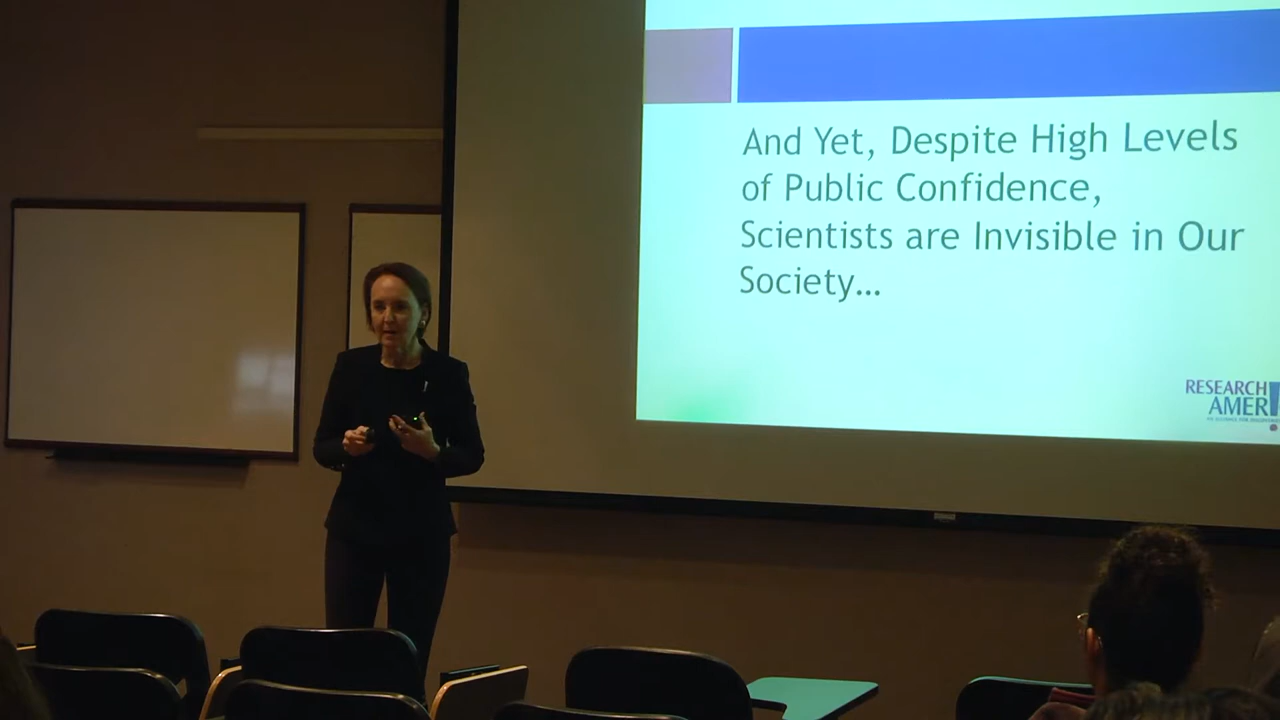 And Yet, Despite High Levels
of Public Confidence,
Scientists are Invisible in Our
Society...
RESEARCH
AMER!